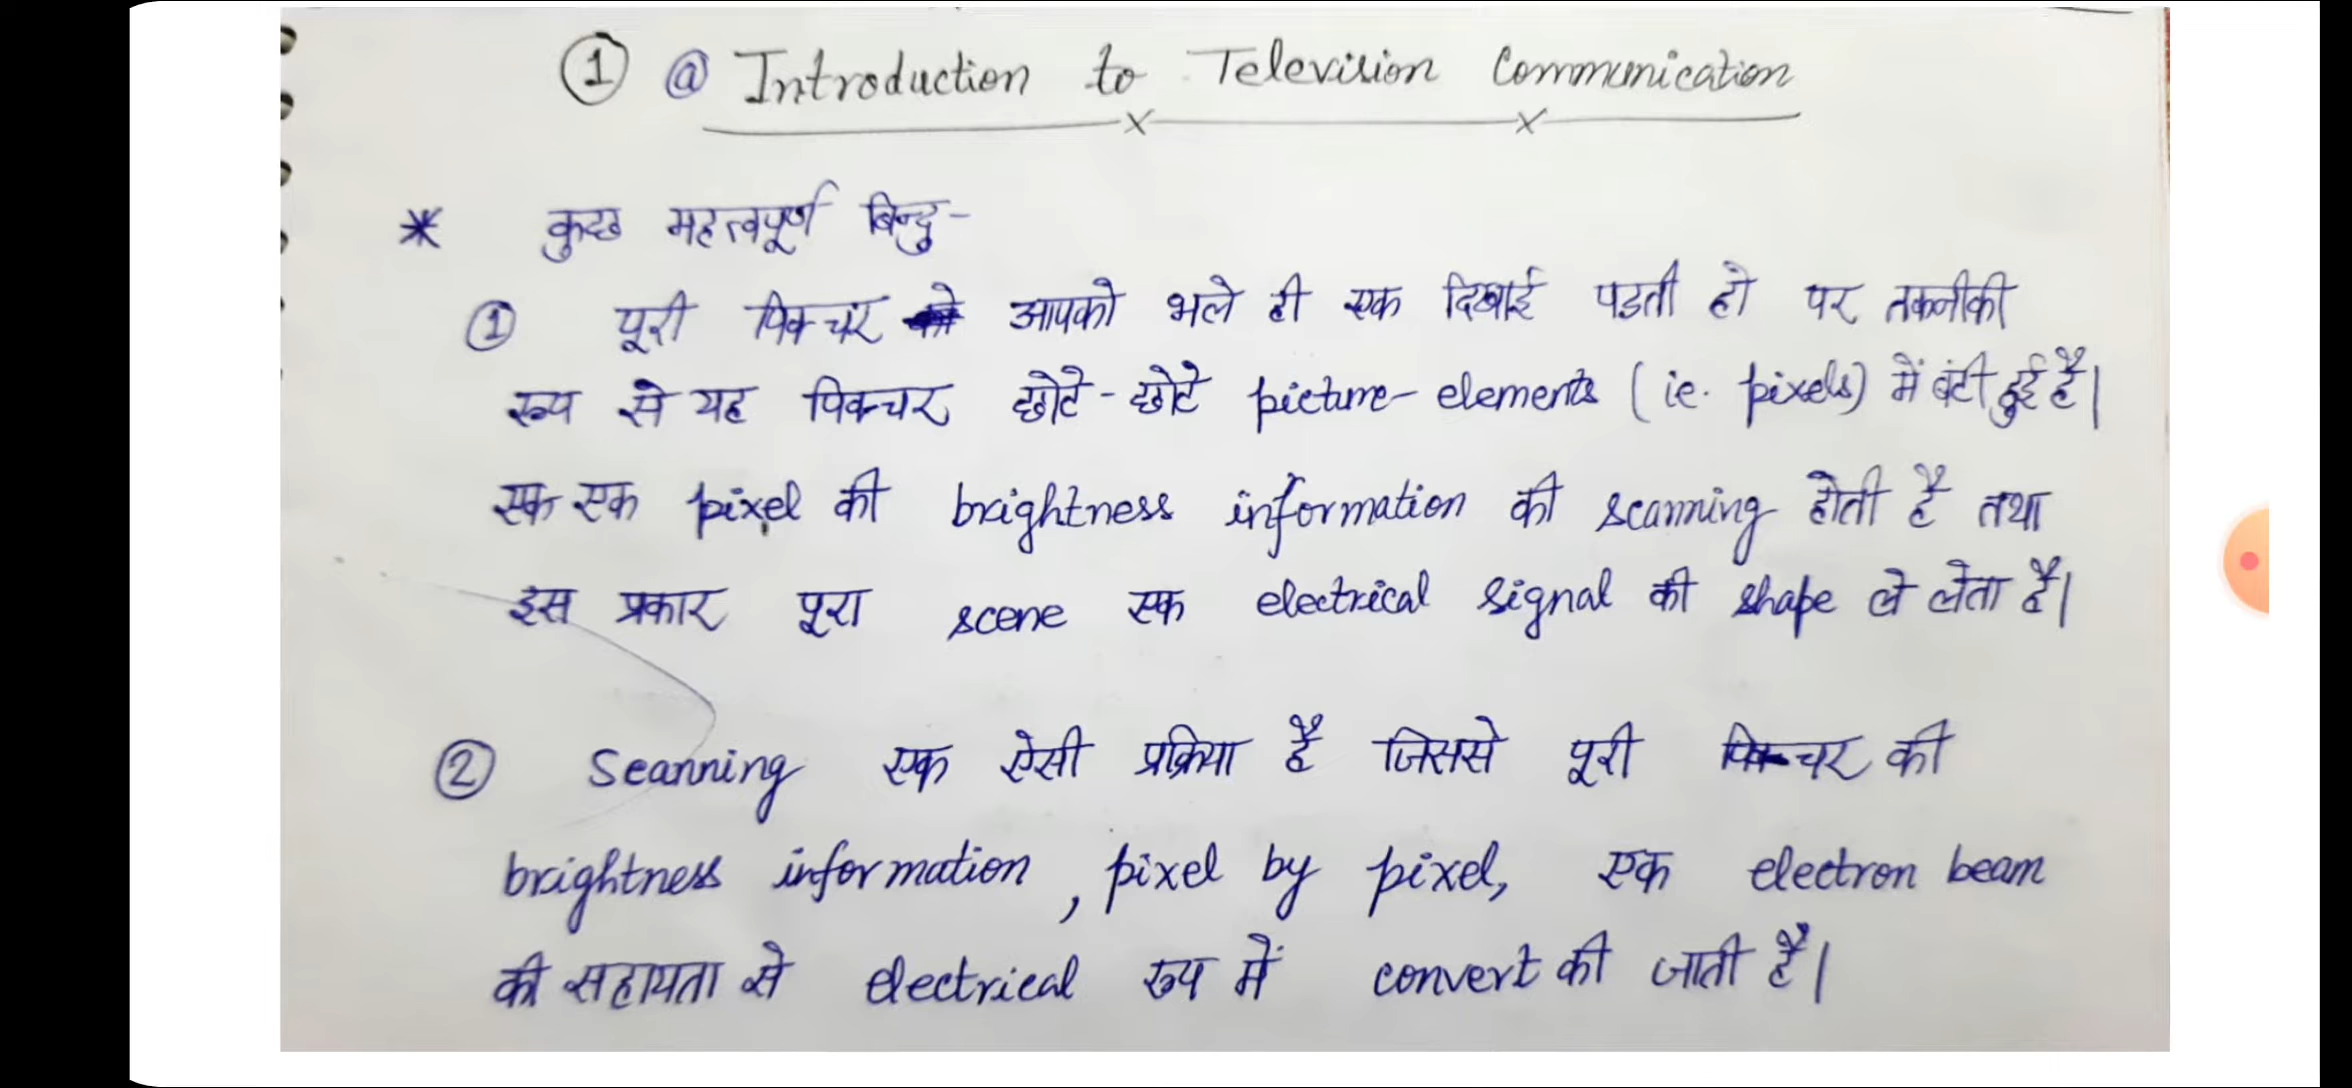 ① @ Introduction to Television Communication
* कुछ महत्वपूर्ण बिन्दु-
① पूरी पिक्चर आपको भले ही एक दिखाई पडती हो पर तकनीकी
रूप से यह पिक्चर छोटे-छोटे picture-elements (ie. pixels) में बंटी हुई है।
एक एक pixel की brightness information की scanning होती है तथा
इस प्रकार पूरा scene एक electrical signal की shape ले लेता है।
② Scanning एक ऐसी प्रक्रिया है जिससे पूरी पिक्चर की
brightness information, pixel by pixel, एक electron beam
की सहायता से electrical रूप में convert की जाती है।